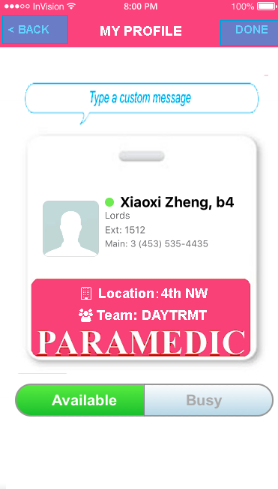 InVision 8:00 PM 100%
< BACK MY PROFILE DONE
Type a custom message
Xiaoxi Zheng, b4
Lords
Ext: 1512
Main: 3 (453) 535-4435
Location: 4th NW
Team: DAYTRMT
PARAMEDIC
Available Busy